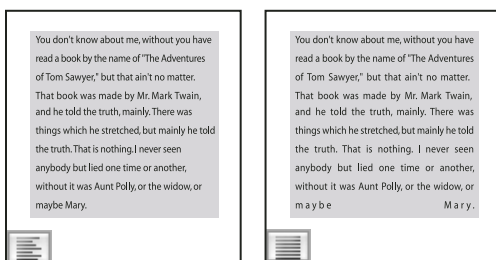 You don't know about me, without you have
read a book by the name of "The Adventures
of Tom Sawyer," but that ain't no matter.
That book was made by Mr. Mark Twain,
and he told the truth, mainly. There was
things which he stretched, but mainly he told
the truth. That is nothing. I never seen
anybody but lied one time or another,
without it was Aunt Polly, or the widow, or
maybe Mary.
You don't know about me, without you have
read a book by the name of "The Adventures
of Tom Sawyer," but that ain't no matter.
That book was made by Mr. Mark Twain,
and he told the truth, mainly. There was
things which he stretched, but mainly he told
the truth. That is nothing. I never seen
anybody but lied one time or another,
without it was Aunt Polly, or the widow, or
maybe Mary.